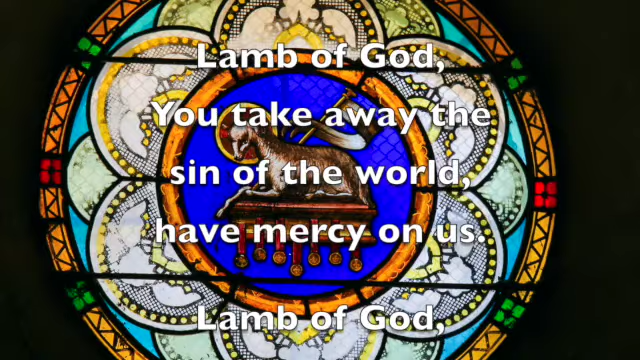 Lamb of God,
You take away the
sin of the world,
have mercy on us.
Lamb of God,